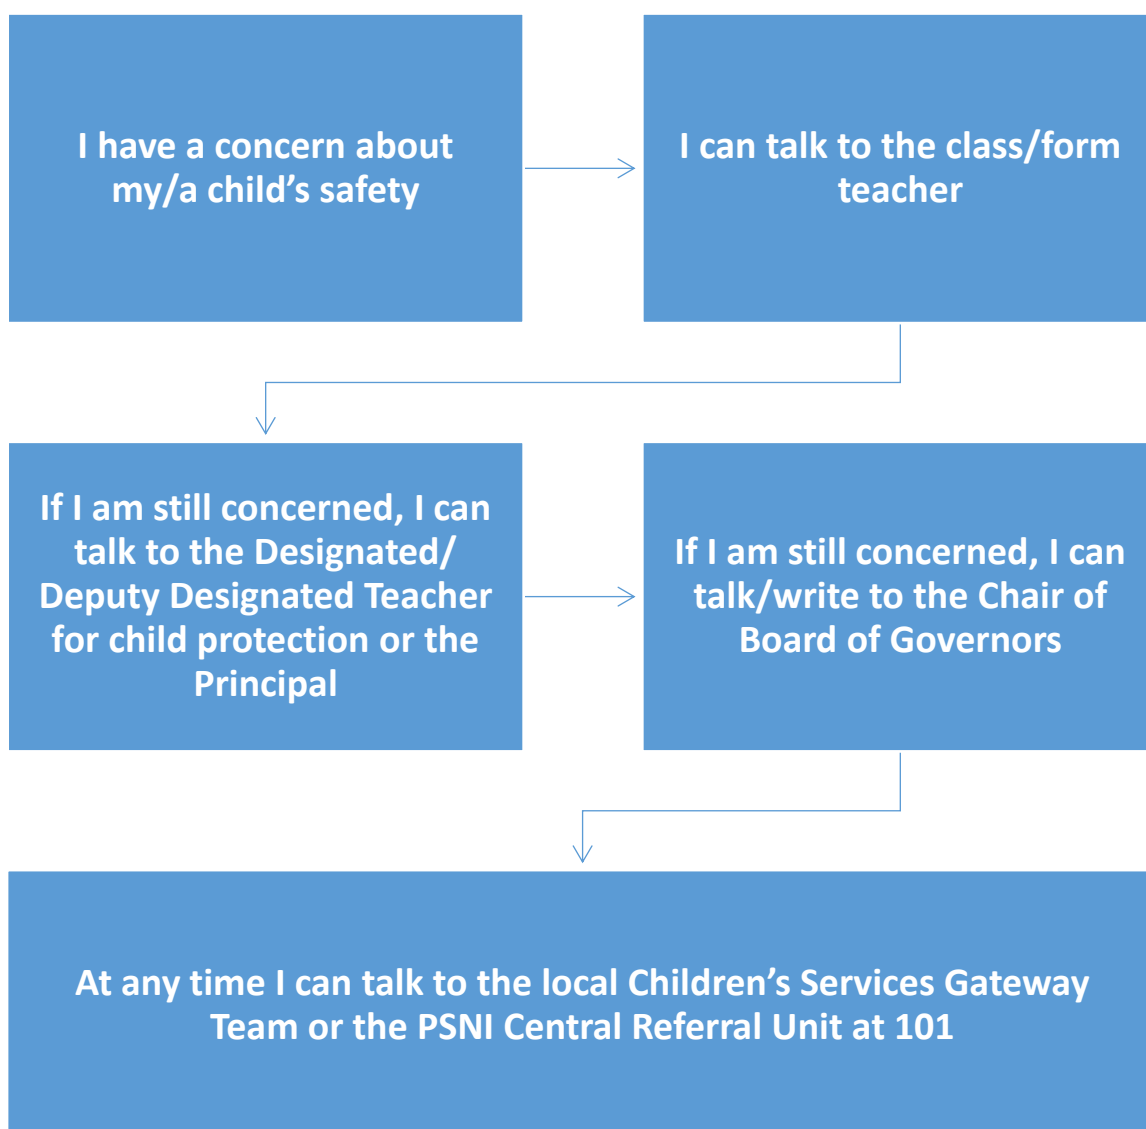 I have a concern about
my/a child’s safety
I can talk to the class/form
teacher
If I am still concerned, I can
talk to the Designated/
Deputy Designated Teacher
for child protection or the
Principal
If I am still concerned, I can
talk/write to the Chair of
Board of Governors
At any time I can talk to the local Children’s Services Gateway
Team or the PSNI Central Referral Unit at 101